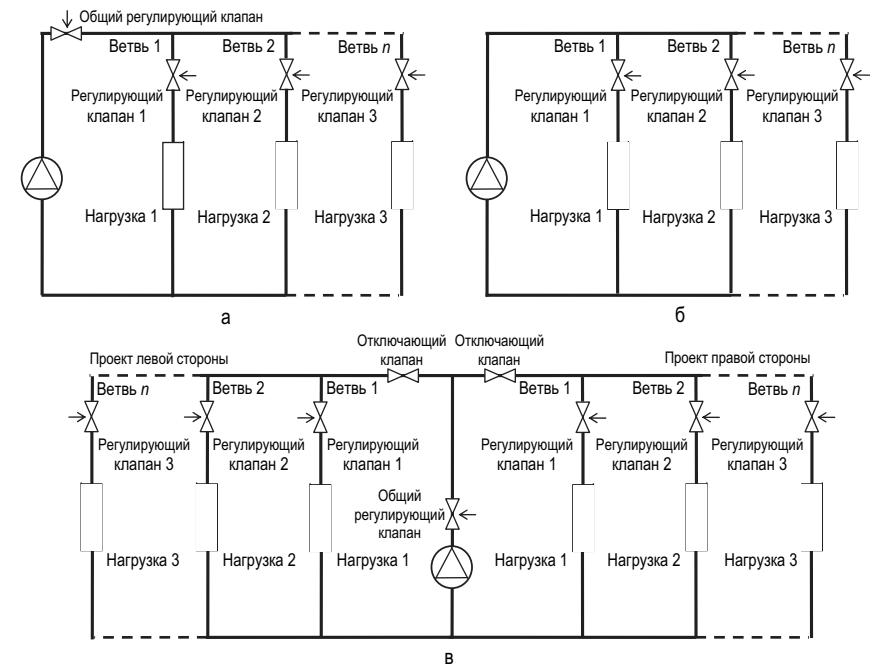 Общий регулирующий клапан
Ветвь 1
Ветвь 2
Ветвь n
Регулирующий
клапан 1
Регулирующий
клапан 2
Регулирующий
клапан 3
Нагрузка 1
Нагрузка 2
Нагрузка 3
а
Ветвь 1
Ветвь 2
Ветвь n
Регулирующий
клапан 1
Регулирующий
клапан 2
Регулирующий
клапан 3
Нагрузка 1
Нагрузка 2
Нагрузка 3
б
Отключающий
клапан
Отключающий
клапан
Проект левой стороны
Проект правой стороны
Ветвь n
Ветвь 2
Ветвь 1
Ветвь 1
Ветвь 2
Ветвь n
Регулирующий
клапан 3
Регулирующий
клапан 2
Регулирующий
клапан 1
Регулирующий
клапан 1
Регулирующий
клапан 2
Регулирующий
клапан 3
Общий
регулирующий
клапан
Нагрузка 3
Нагрузка 2
Нагрузка 1
Нагрузка 1
Нагрузка 2
Нагрузка 3
в